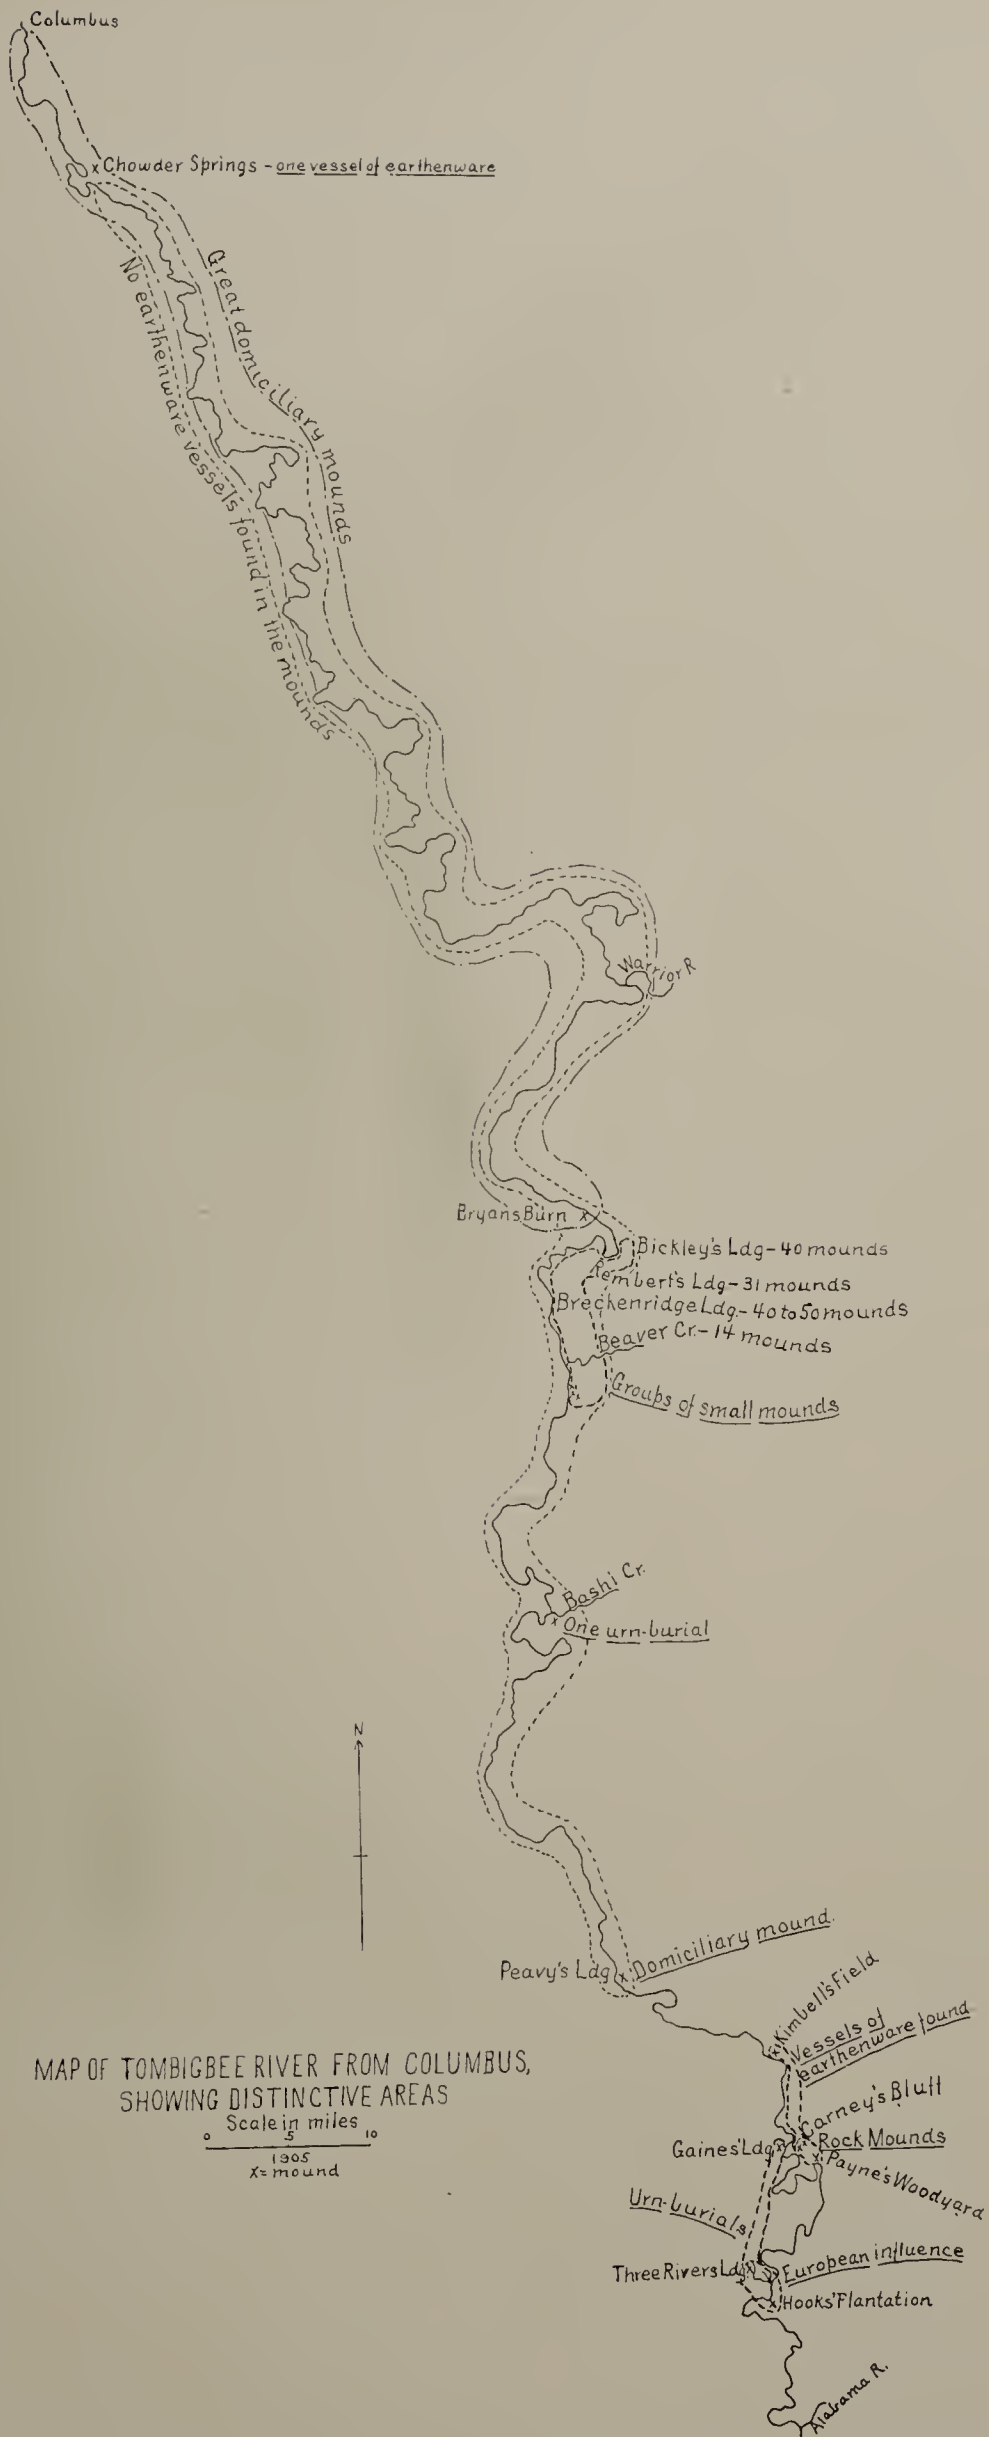 Columbus
Chowder Springs - one vessel of earthenware
Great domiciliary mounds
No earthenware vessels found in the mounds
Warrior R
Bryans Burn x
Bickley's Ldg - 40 mounds
Rembert's Ldg - 31 mounds
Breckenridge Ldg. - 40 to 50 mounds
Beaver Cr. - 14 mounds
Groups of small mounds
Bashi Cr.
One urn-burial
N
Peavy's Ldg
Domiciliary mound.
Kimbell's Field
Vessels of
earthenware found
MAP OF TOMBIGBEE RIVER FROM COLUMBUS,
SHOWING DISTINCTIVE AREAS
Scale in miles
0 5 10
1905
x = mound
Carney's Bluff
Gaines' Ldg
Rock Mounds
Payne's Woodyard
Urn-burials
Three Rivers Ldg
European influence
Hooks' Plantation
Alabama R.